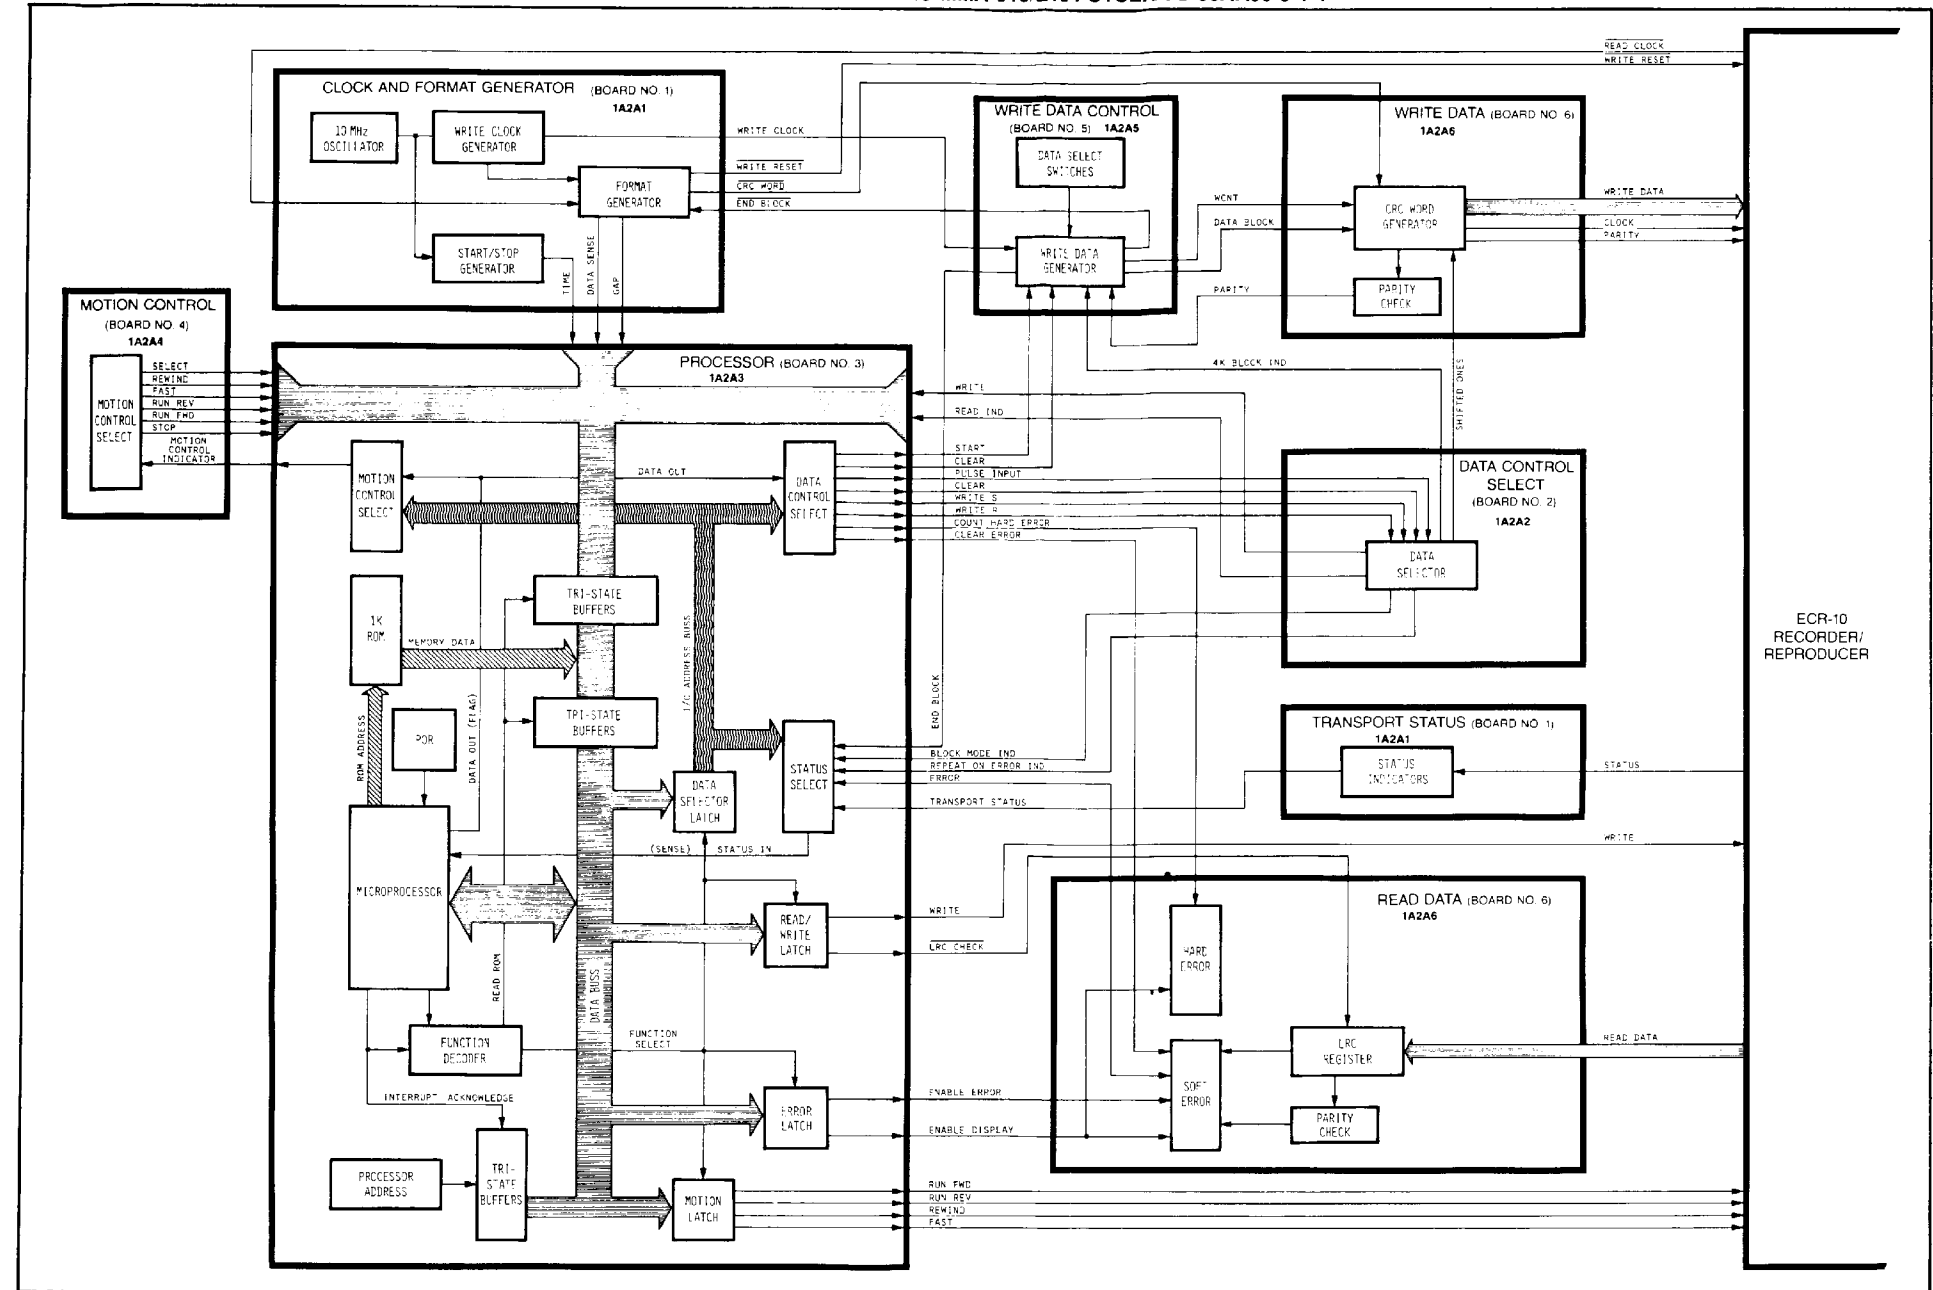 READ CLOCK
WRITE RESET
CLOCK AND FORMAT GENERATOR (BOARD NO. 1)
1A2A1
10 MHz
OSCILLATOR
WRITE CLOCK
GENERATOR
FORMAT
GENERATOR
START/STOP
GENERATOR
TIME
DATA SENSE
GAP
WRITE CLOCK
WRITE RESET
CRC WORD
END BLOCK
WRITE DATA CONTROL
(BOARD NO. 5) 1A2A5
DATA SELECT
SWITCHES
WRITE DATA
GENERATOR
WCNT
DATA BLOCK
PARITY
4K BLOCK IND
WRITE DATA (BOARD NO. 6)
1A2A6
CRC WORD
GENERATOR
PARITY
CHECK
SHIFTED ONES
WRITE DATA
CLOCK
PARITY
MOTION CONTROL
(BOARD NO. 4)
1A2A4
MOTION
CONTROL
SELECT
SELECT
REWIND
FAST
RUN REV
RUN FWD
STOP
MOTION
CONTROL
INDICATOR
PROCESSOR (BOARD NO. 3)
1A2A3
MOTION
CONTROL
SELECT
DATA OUT
DATA
CONTROL
SELECT
WRITE
READ IND
START
CLEAR
PULSE INPUT
CLEAR
WRITE S
WRITE R
COUNT HARD ERROR
CLEAR ERROR
DATA CONTROL
SELECT
(BOARD NO. 2)
1A2A2
DATA
SELECTOR
1K
ROM
MEMORY DATA
TRI-STATE
BUFFERS
TRI-STATE
BUFFERS
I/O ADDRESS BUSS
ROM ADDRESS
POR
DATA OUT (FLAG)
DATA
SELECTOR
LATCH
STATUS
SELECT
END BLOCK
BLOCK MODE IND
REPEAT ON ERROR IND
ERROR
TRANSPORT STATUS
TRANSPORT STATUS (BOARD NO. 1)
1A2A1
STATUS
INDICATORS
STATUS
ECR-10
RECORDER/
REPRODUCER
(SENSE) STATUS IN
MICROPROCESSOR
READ ROM
DATA BUSS
READ/
WRITE
LATCH
WRITE
LRC CHECK
WRITE
READ DATA (BOARD NO. 6)
1A2A6
HARD
ERROR
LRC
REGISTER
READ DATA
SOFT
ERROR
PARITY
CHECK
FUNCTION
DECODER
FUNCTION
SELECT
INTERRUPT ACKNOWLEDGE
ERROR
LATCH
ENABLE ERROR
ENABLE DISPLAY
PROCESSOR
ADDRESS
TRI-
STATE
BUFFERS
MOTION
LATCH
RUN FWD
RUN REV
REWIND
FAST